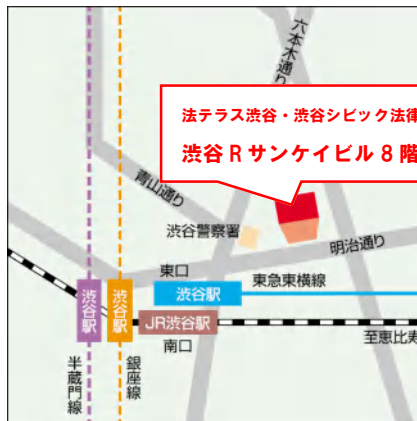 六本木通り
法テラス渋谷・渋谷シビック法律
渋谷Rサンケイビル8階
青山通り
渋谷警察署
明治通り
東口
東急東横線
渋谷駅
渋谷駅
渋谷駅
JR渋谷駅
至恵比寿
南口
半蔵門線
銀座線